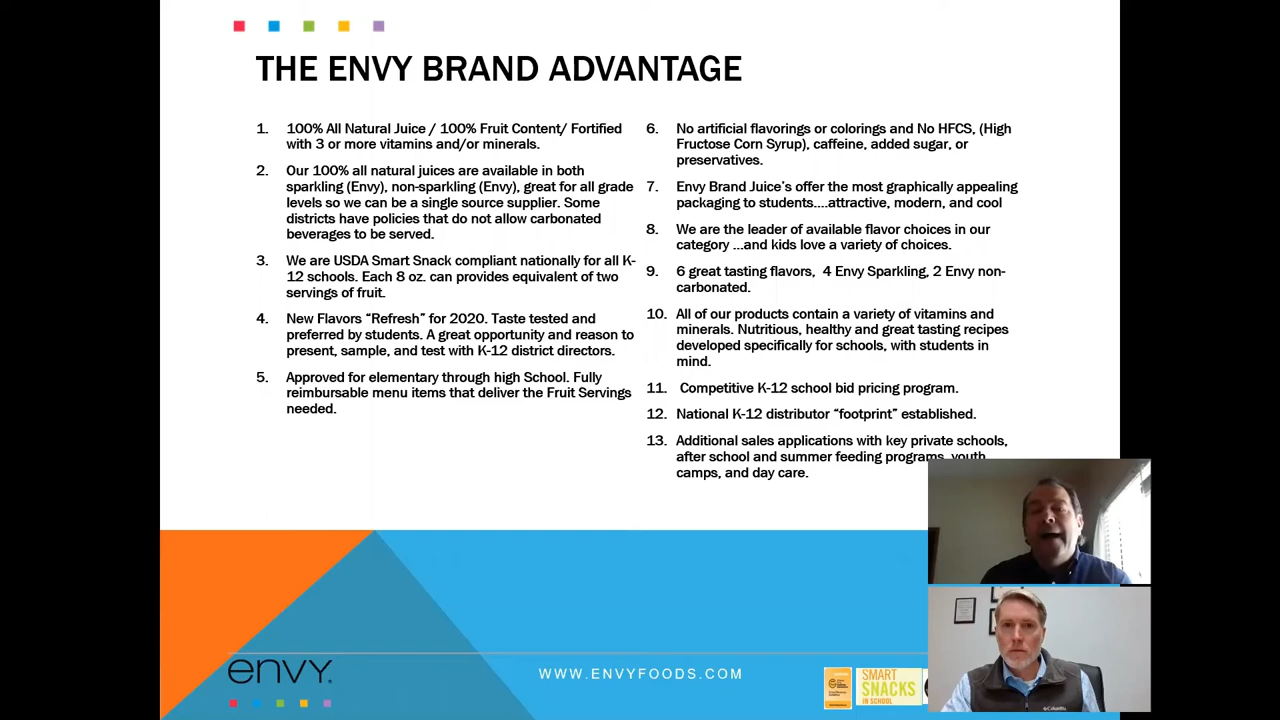 THE ENVY BRAND ADVANTAGE
1. 100% All Natural Juice / 100% Fruit Content/ Fortified
with 3 or more vitamins and/or minerals.
2. Our 100% all natural juices are available in both
sparkling (Envy), non-sparkling (Envy), great for all grade
levels so we can be a single source supplier. Some
districts have policies that do not allow carbonated
beverages to be served.
3. We are USDA Smart Snack compliant nationally for all K-
12 schools. Each 8 oz. can provides equivalent of two
servings of fruit.
4. New Flavors “Refresh” for 2020. Taste tested and
preferred by students. A great opportunity and reason to
present, sample, and test with K-12 district directors.
5. Approved for elementary through high School. Fully
reimbursable menu items that deliver the Fruit Servings
needed.
6. No artificial flavorings or colorings and No HFCS, (High
Fructose Corn Syrup), caffeine, added sugar, or
preservatives.
7. Envy Brand Juice’s offer the most graphically appealing
packaging to students....attractive, modern, and cool
8. We are the leader of available flavor choices in our
category ...and kids love a variety of choices.
9. 6 great tasting flavors, 4 Envy Sparkling, 2 Envy non-
carbonated.
10. All of our products contain a variety of vitamins and
minerals. Nutritious, healthy and great tasting recipes
developed specifically for schools, with students in
mind.
11. Competitive K-12 school bid pricing program.
12. National K-12 distributor “footprint” established.
13. Additional sales applications with key private schools,
after school and summer feeding programs, youth
camps, and day care.
envy.
WWW.ENVYFOODS.COM
SMART
SNACKS
IN SCHOOL
Columbia